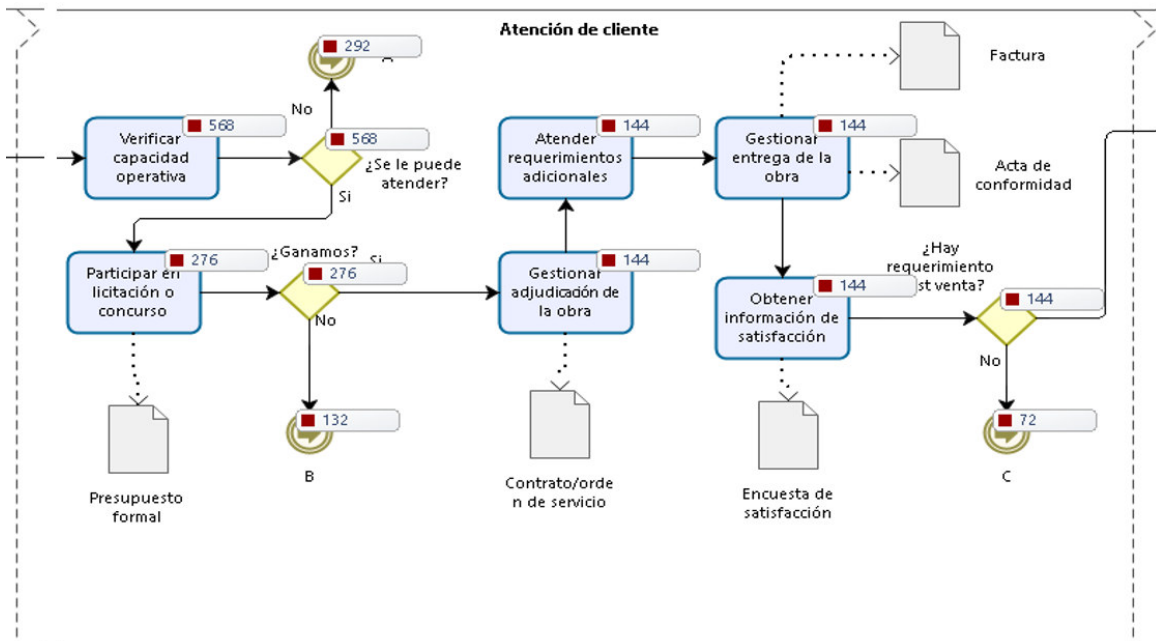 Atención de cliente
292
Factura
No
568
Verificar
capacidad
operativa
568
¿Se le puede
atender?
Si
144
Atender
requerimientos
adicionales
144
Gestionar
entrega de la
obra
Acta de
conformidad
276
Participar en
licitación o
concurso
¿Ganamos?
276
Si
No
144
Gestionar
adjudicación de
la obra
144
Obtener
información de
satisfacción
¿Hay
requerimiento
venta?
144
No
132
B
72
C
Presupuesto
formal
Contrato/orde
n de servicio
Encuesta de
satisfacción